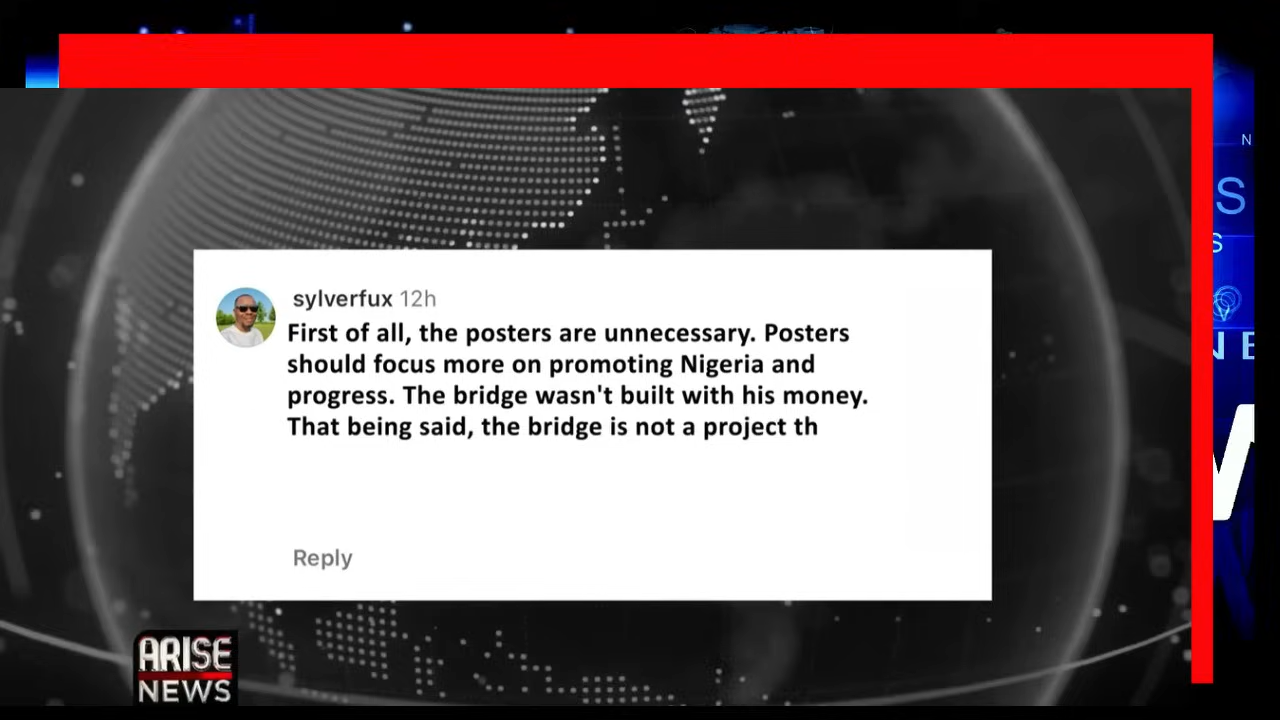 sylverfux 12h
First of all, the posters are unnecessary. Posters
should focus more on promoting Nigeria and
progress. The bridge wasn't built with his money.
That being said, the bridge is not a project th
Reply
ARISE
NEWS
N
S
S
NE